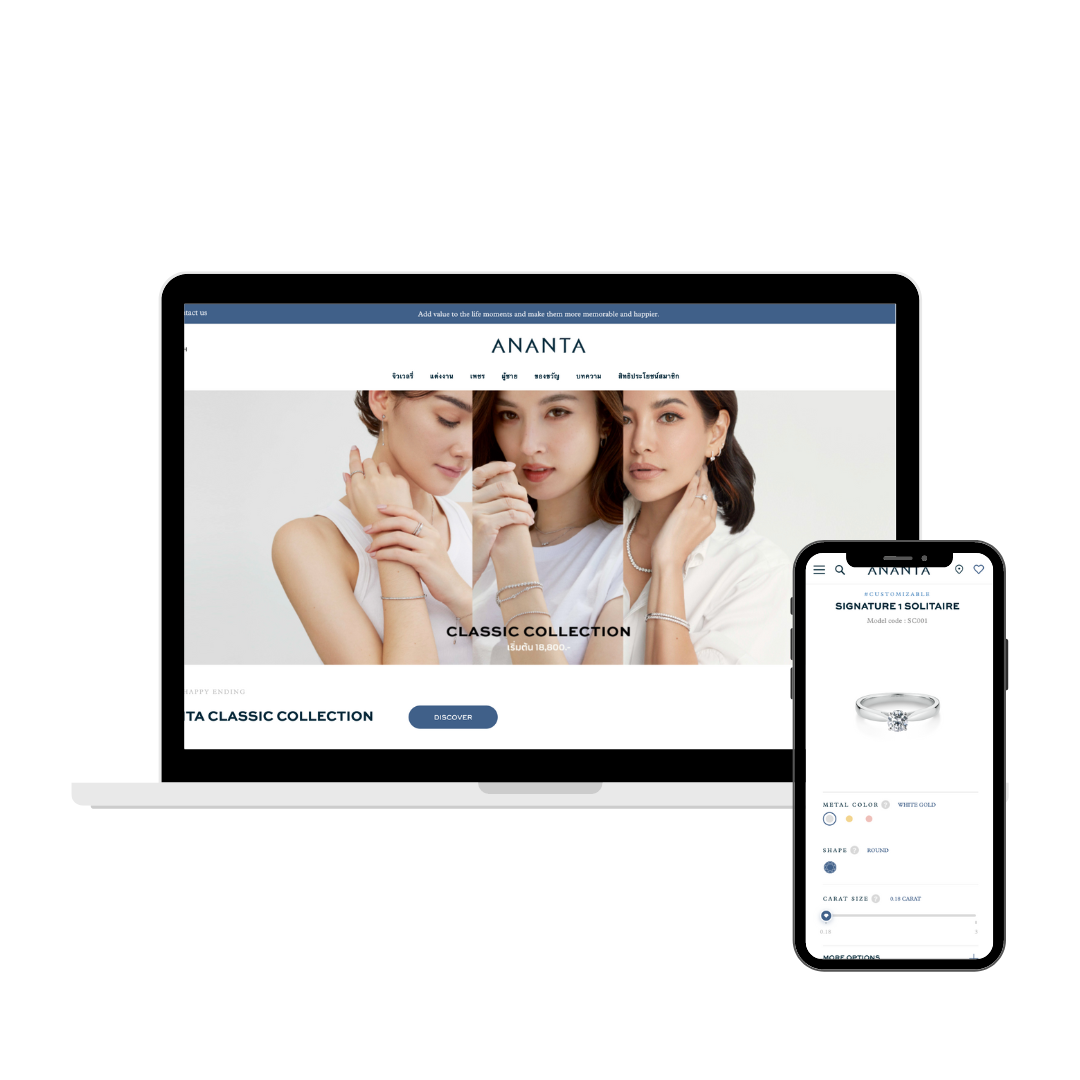 ntact us
Add value to the life moments and make them more memorable and happier.
ANANTA
จิวเวอรี่ แต่งงาน เพชร ผู้ชาย ของขวัญ บทความ สิทธิประโยชน์สมาชิก
CLASSIC COLLECTION
เริ่มต้น 18,800,-
HAPPY ENDING
NTA CLASSIC COLLECTION
DISCOVER
ANANTA
#CUSTOMIZABLE
SIGNATURE 1 SOLITAIRE
Model code : SC001
METAL COLOR ? WHITE GOLD
SHAPE ? ROUND
CARAT SIZE ? 0.18 CARAT
0.18 3
MORE OPTIONS +